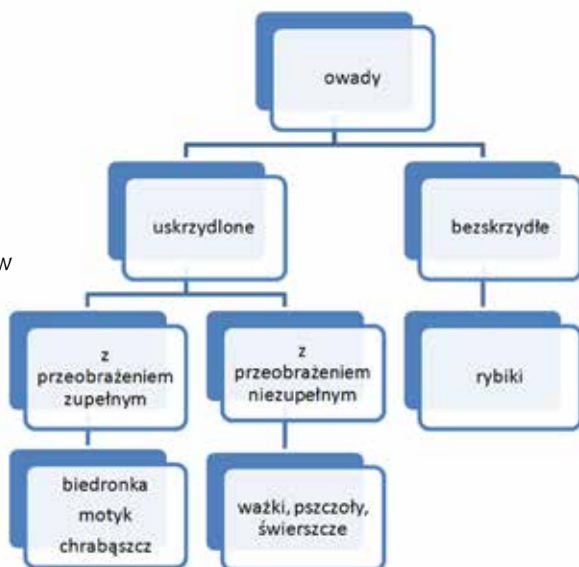 owady
uskrzydlone
bezskrzydłe
w
z
przeobrażeniem
zupełnym
z
przeobrażeniem
niezupełnym
rybiki
biedronka
motyk
chrabąszcz
ważki, pszczoły,
świerszcze